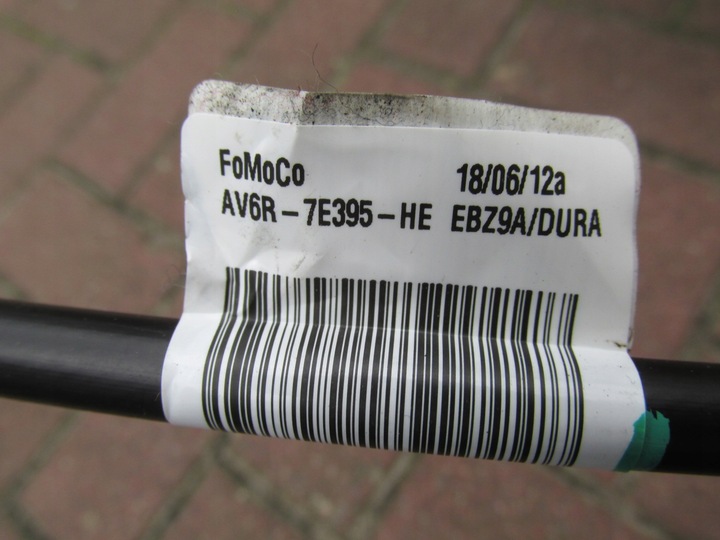 FoMoCo 18/06/12a
AV6R-7E395-HE EBZ9A/DURA